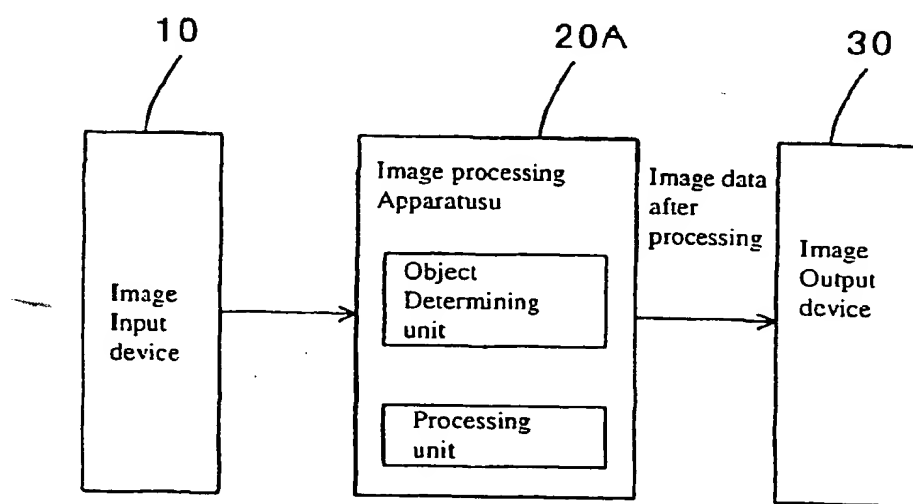 10
20A
30
Image processing
Apparatusu
Image data
after
processing
Object
Determining
unit
Image
Input
device
Image
Output
device
Processing
unit